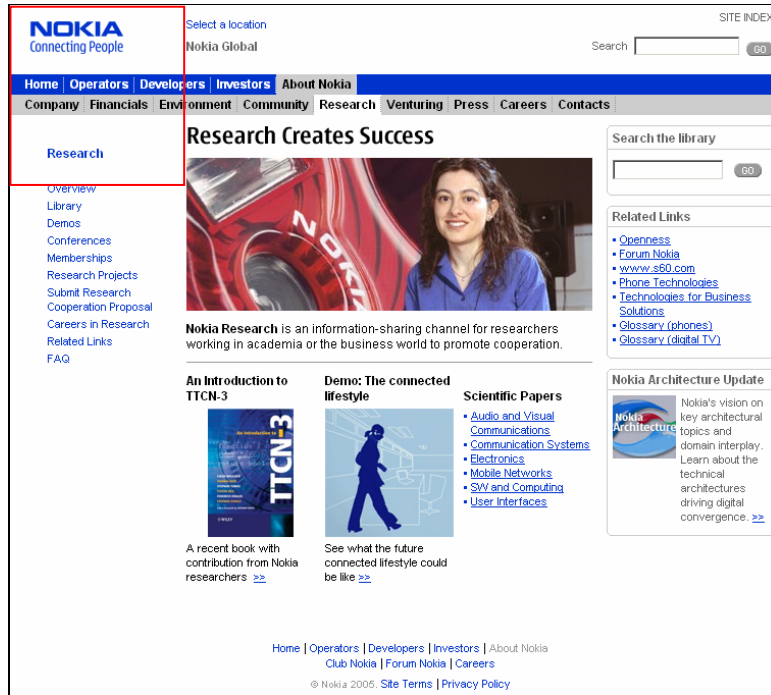 NOKIA
Connecting People
Select a location
Nokia Global
SITE INDEX
Search
GO
Home Operators Developers Investors About Nokia
Company Financials Environment Community Research Venturing Press Careers Contacts
Research
Overview
Library
Demos
Conferences
Memberships
Research Projects
Submit Research
Cooperation Proposal
Careers in Research
Related Links
FAQ
Research Creates Success
NOKIA
Nokia Research is an information-sharing channel for researchers
working in academia or the business world to promote cooperation.
An Introduction to
TTCN-3
An introduction to
TTCN-3
WILEY
A recent book with
contribution from Nokia
researchers >>
Demo: The connected
lifestyle
See what the future
connected lifestyle could
be like >>
Scientific Papers
Audio and Visual
Communications
Communication Systems
Electronics
Mobile Networks
SW and Computing
User Interfaces
Search the library
GO
Related Links
Openness
Forum Nokia
www.s60.com
Phone Technologies
Technologies for Business
Solutions
Glossary (phones)
Glossary (digital TV)
Nokia Architecture Update
Nokia
Architecture
Nokia's vision on
key architectural
topics and
domain interplay.
Learn about the
technical
architectures
driving digital
convergence. >>
Home | Operators | Developers | Investors | About Nokia
Club Nokia | Forum Nokia | Careers
© Nokia 2005. Site Terms | Privacy Policy